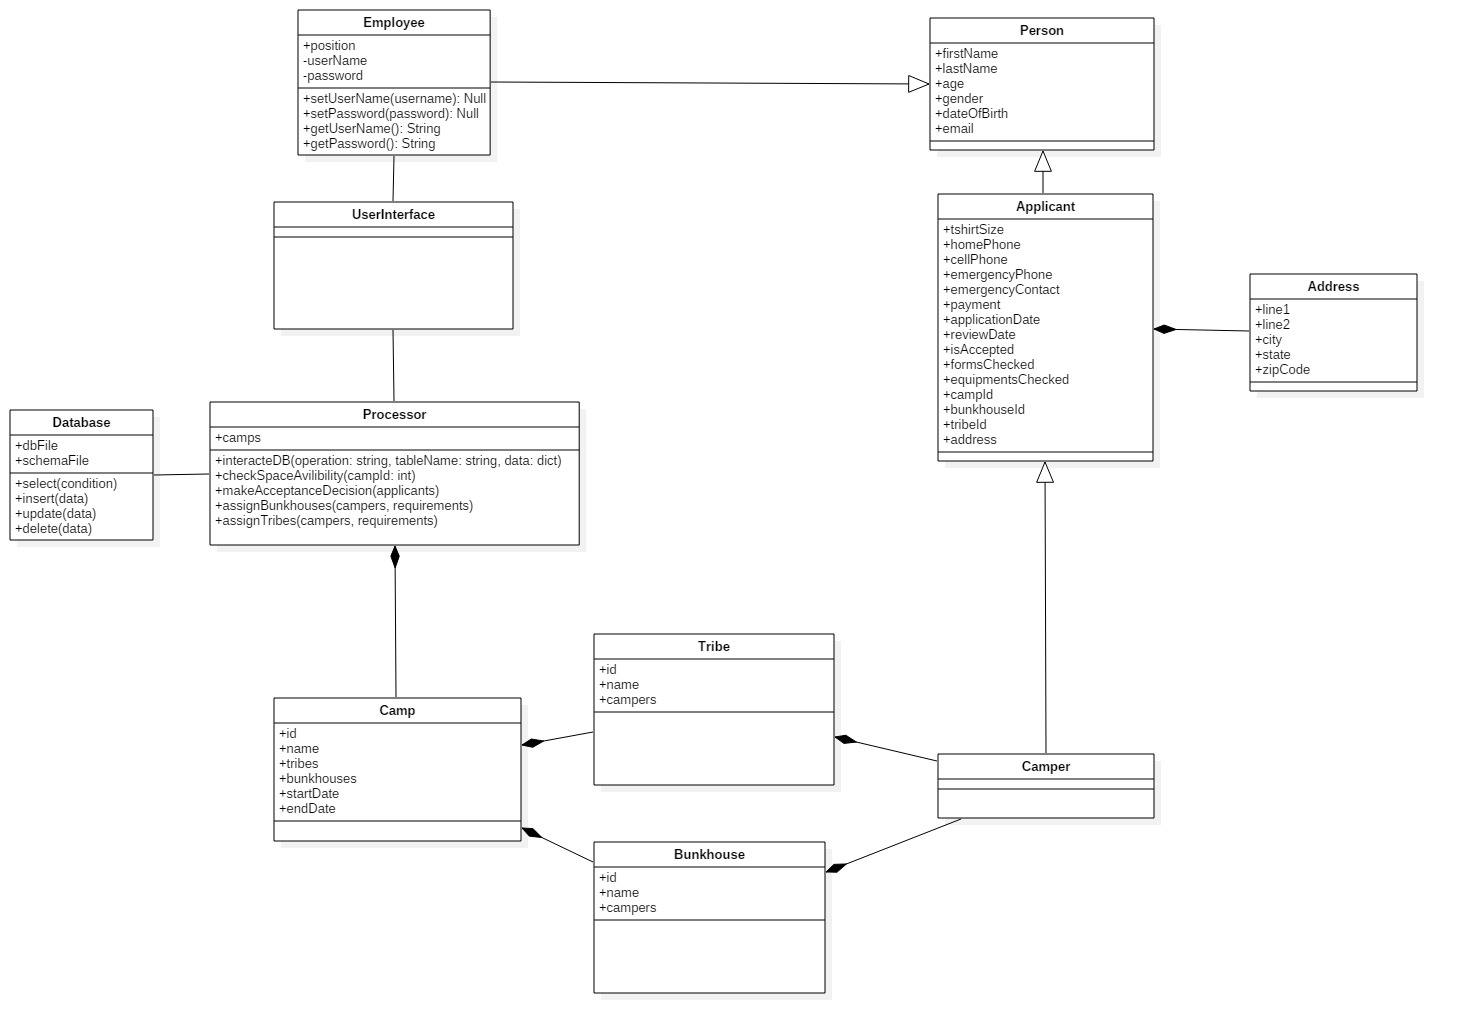 Employee
+position
-userName
-password
+setUserName(username): Null
+setPassword(password): Null
+getUserName(): String
+getPassword(): String
Person
+firstName
+lastName
+age
+gender
+dateOfBirth
+email
UserInterface
Applicant
+tshirtSize
+homePhone
+cellPhone
+emergencyPhone
+emergencyContact
+payment
+applicationDate
+reviewDate
+isAccepted
+formsChecked
+equipmentsChecked
+campId
+bunkhouseId
+tribeId
+address
Address
+line1
+line2
+city
+state
+zipCode
Database
+dbFile
+schemaFile
+select(condition)
+insert(data)
+update(data)
+delete(data)
Processor
+camps
+interacteDB(operation: string, tableName: string, data: dict)
+checkSpaceAvilibility(campId: int)
+makeAcceptanceDecision(applicants)
+assignBunkhouses(campers, requirements)
+assignTribes(campers, requirements)
Tribe
+id
+name
+campers
Camp
+id
+name
+tribes
+bunkhouses
+startDate
+endDate
Camper
Bunkhouse
+id
+name
+campers